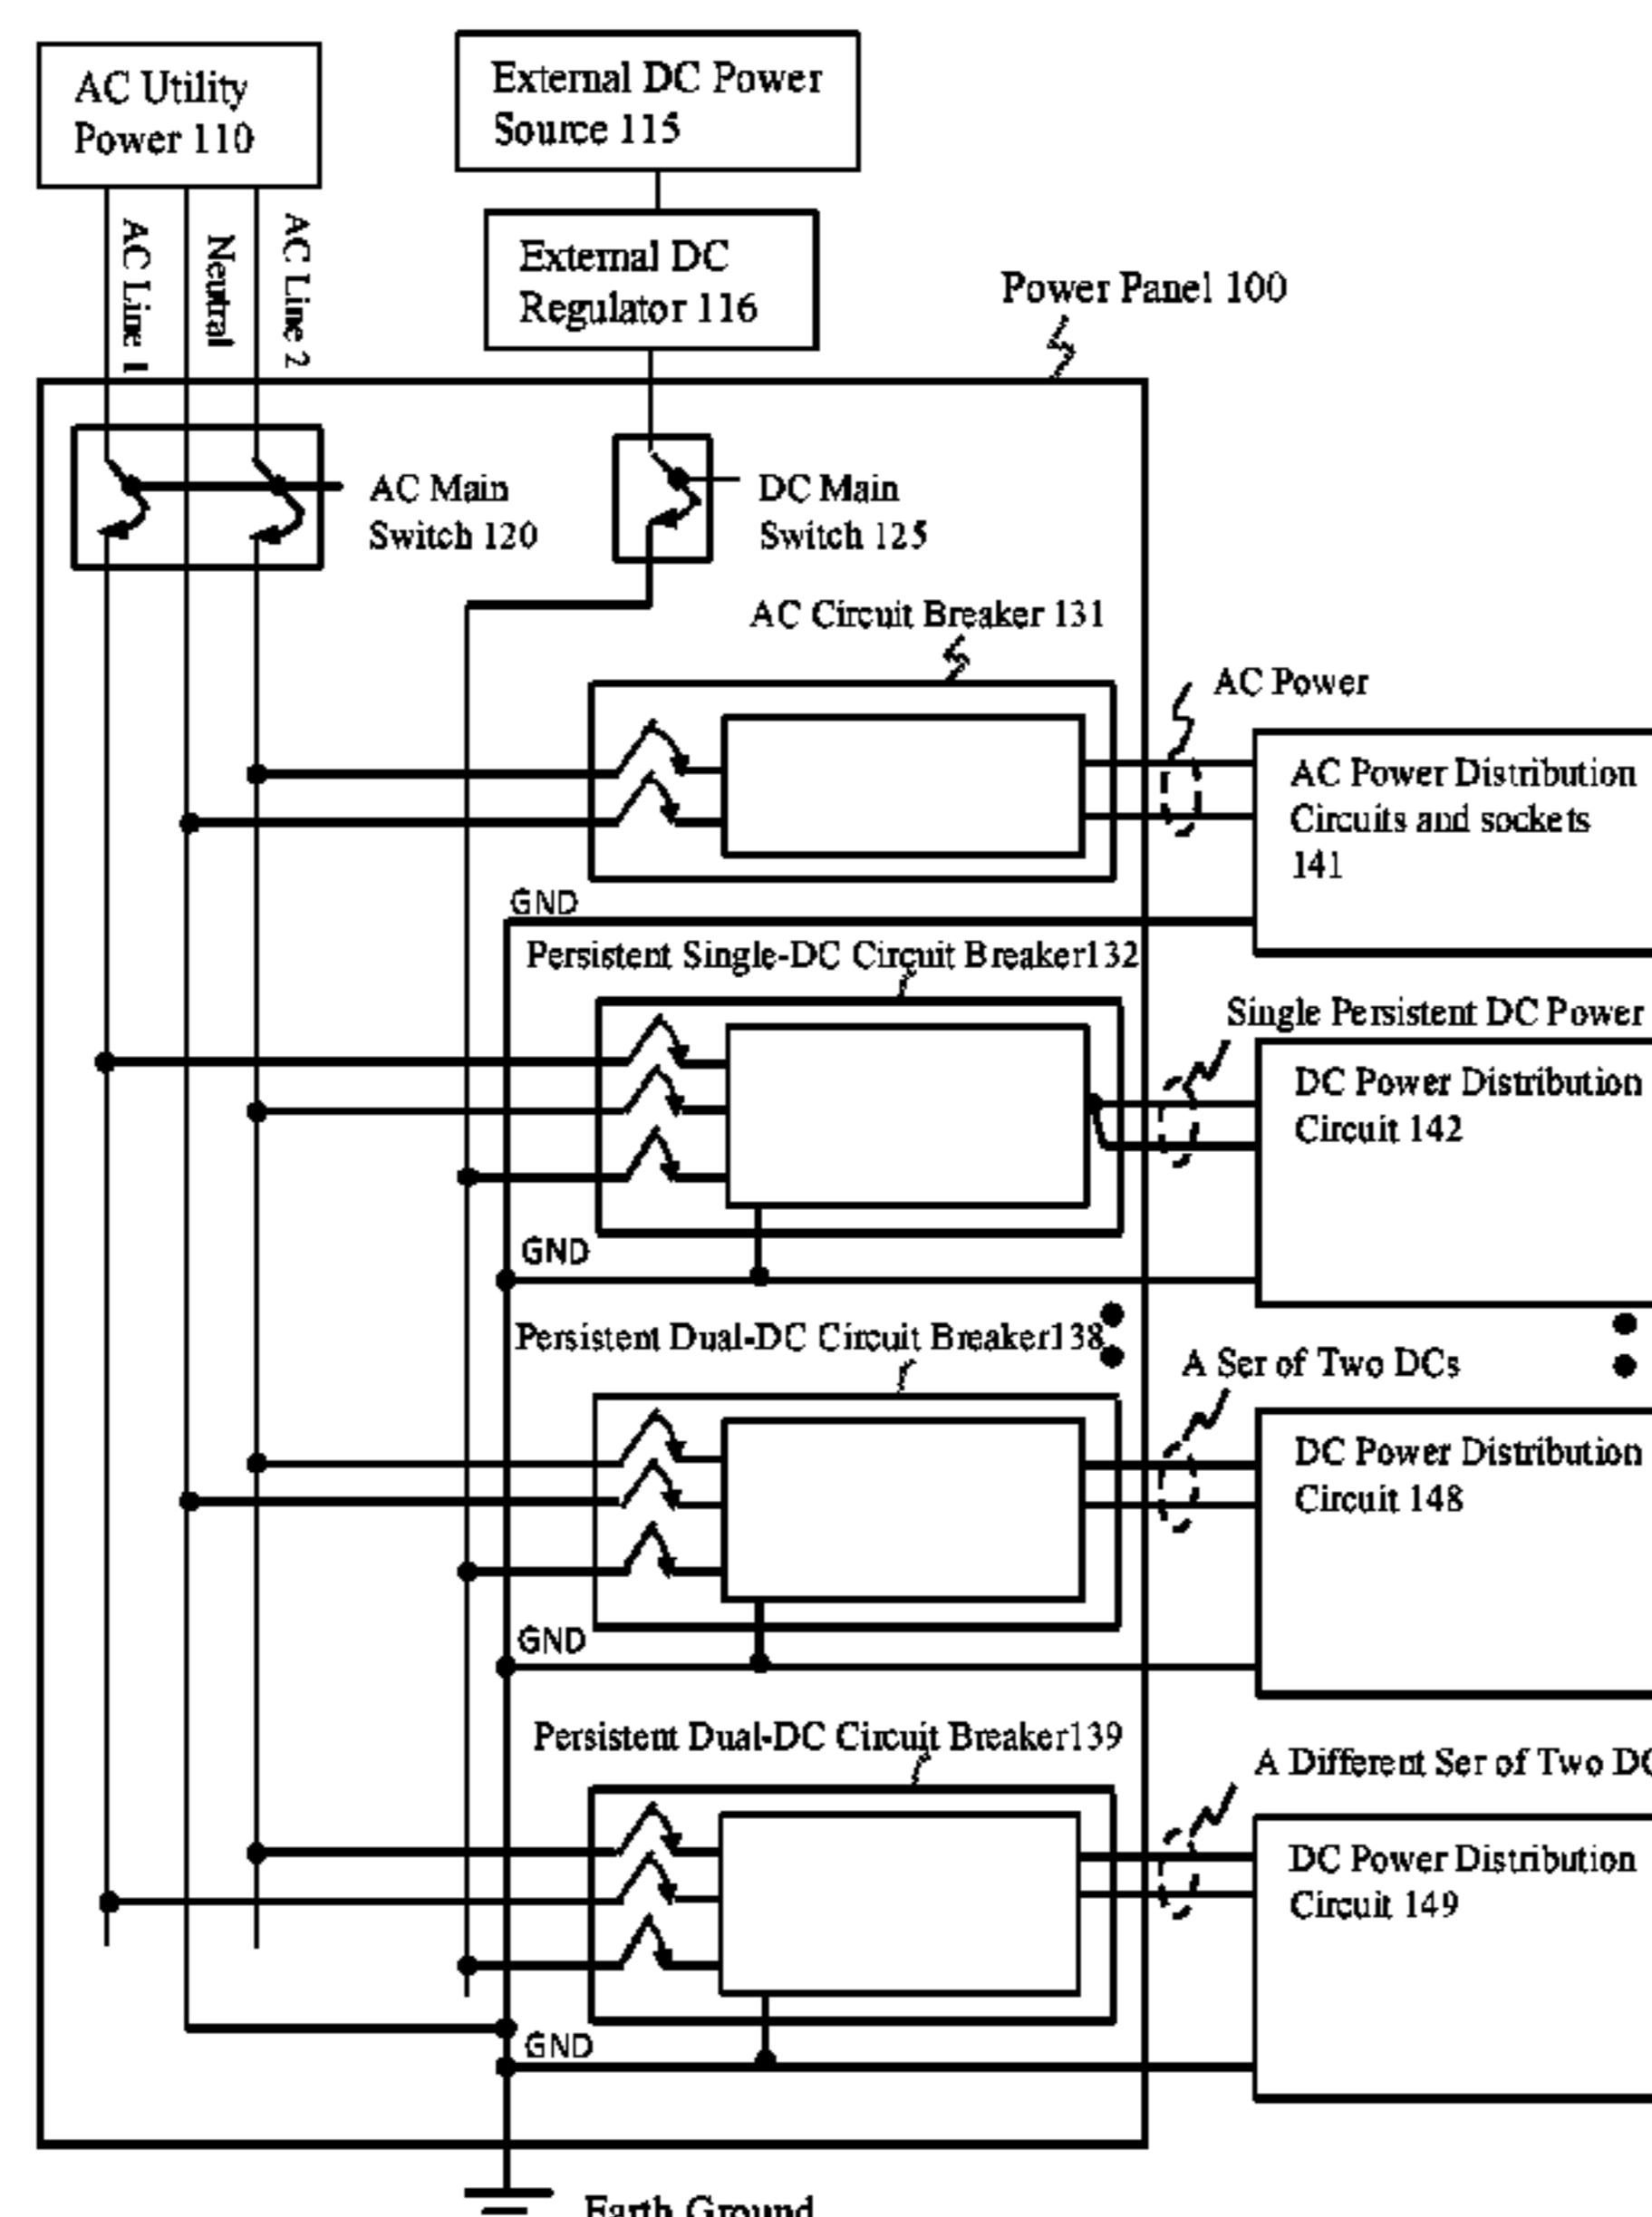 AC Utility
Power 110
External DC Power
Source 115
AC Line 1
Neutral
AC Line 2
External DC
Regulator 116
Power Panel 100
AC Main
Switch 120
DC Main
Switch 125
AC Circuit Breaker 131
AC Power
AC Power Distribution
Circuits and sockets
141
GND
Persistent Single-DC Circuit Breaker132
Single Persistent DC Power
DC Power Distribution
Circuit 142
GND
Persistent Dual-DC Circuit Breaker138
A Ser of Two DCs
DC Power Distribution
Circuit 148
GND
Persistent Dual-DC Circuit Breaker139
A Different Ser of Two DC
DC Power Distribution
Circuit 149
GND
Earth Ground